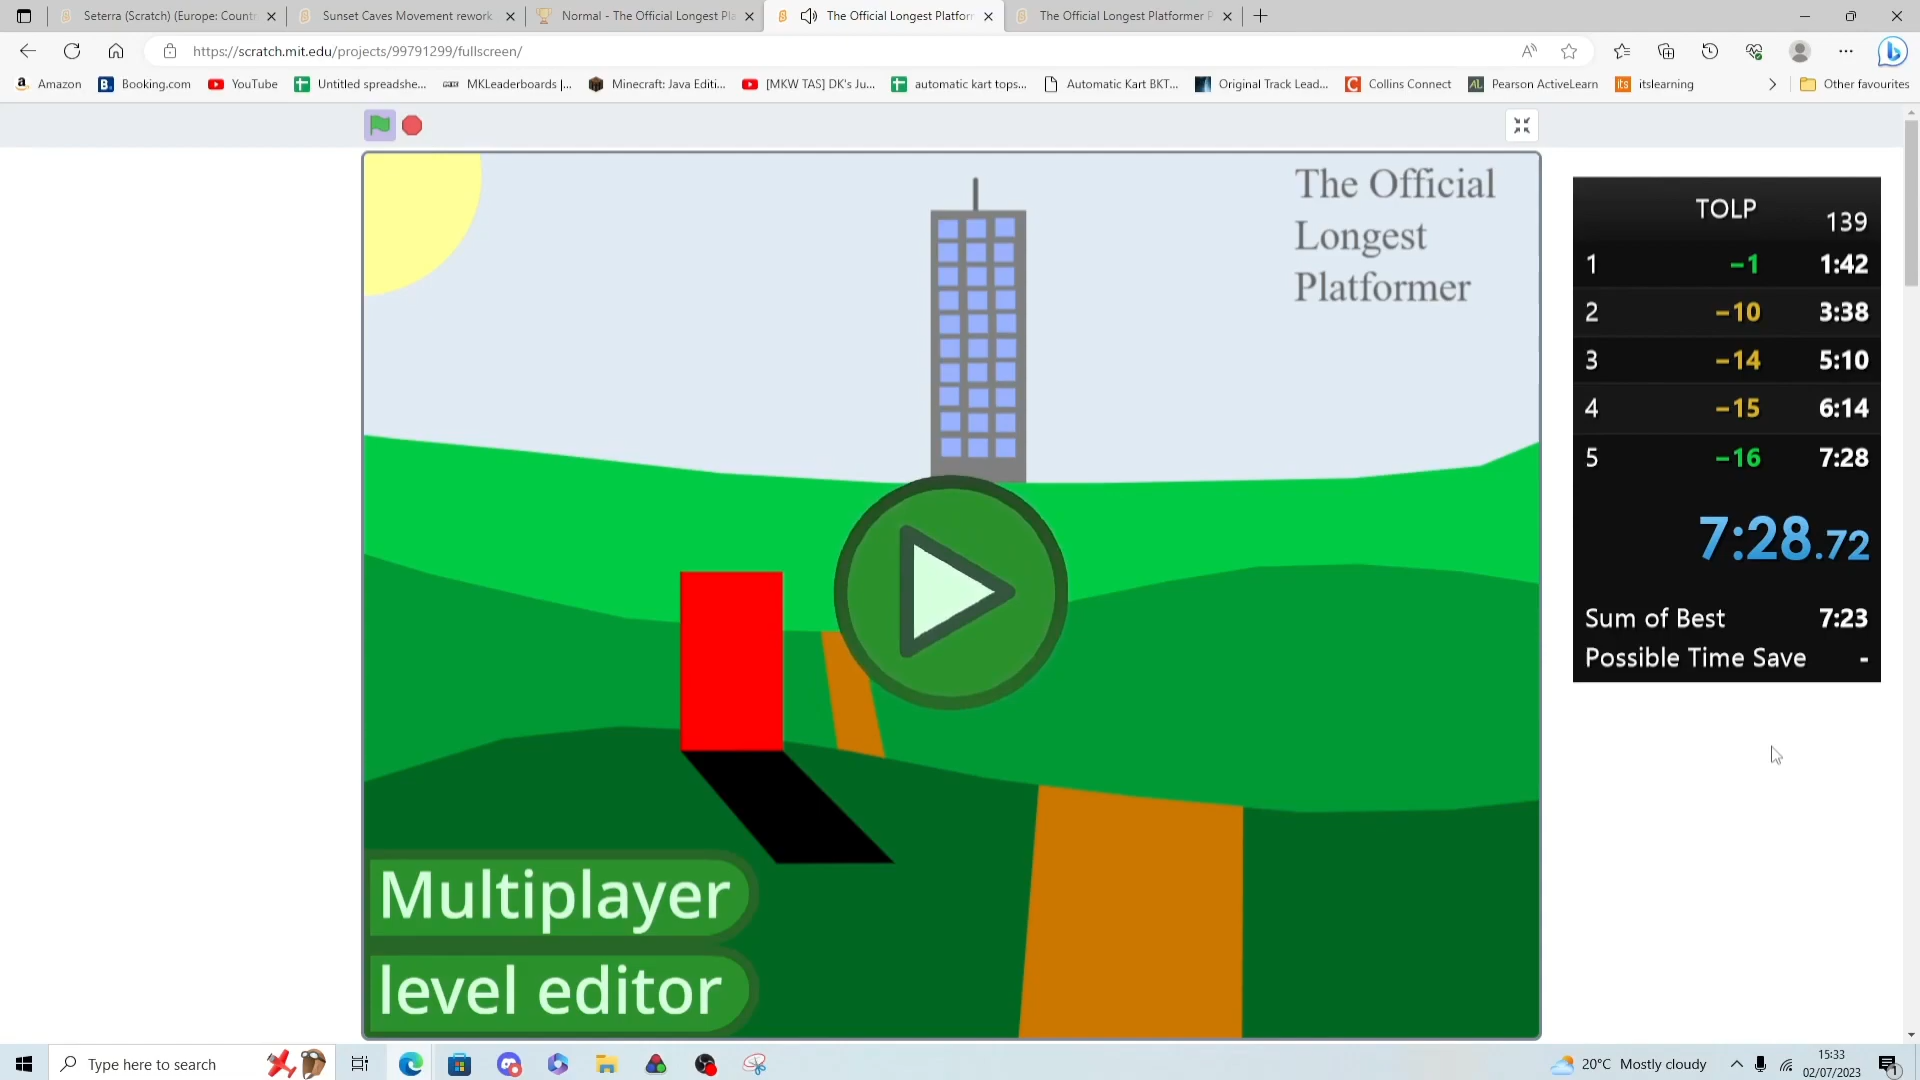 Seterra (Scratch) (Europe: Count
Sunset Caves Movement rework
Normal - The Official Longest Pla
The Official Longest Platfor
The Official Longest Platformer P
https://scratch.mit.edu/projects/99791299/fullscreen/
Amazon
Booking.com
YouTube
Untitled spreadshe...
MKLeaderboards |...
Minecraft: Java Editi...
[MKW TAS] DK's Ju...
automatic kart tops...
Automatic Kart BKT...
Original Track Lead...
Collins Connect
Pearson ActiveLearn
itslearning
Other favourites
The Official
Longest
Platformer
Multiplayer
level editor
TOLP
139
1 −1 1:42
2 −10 3:38
3 −14 5:10
4 −15 6:14
5 −16 7:28
7:28.72
Sum of Best 7:23
Possible Time Save -
Type here to search
20°C Mostly cloudy
15:33
02/07/2023